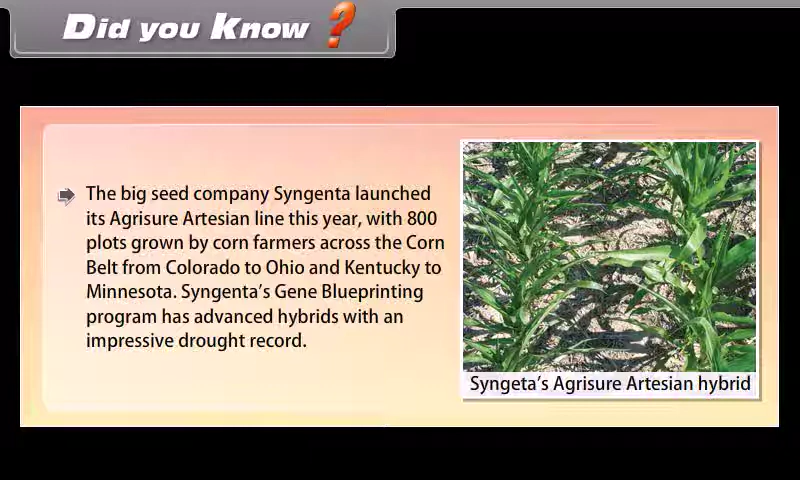 Did you Know ?
The big seed company Syngenta launched
its Agrisure Artesian line this year, with 800
plots grown by corn farmers across the Corn
Belt from Colorado to Ohio and Kentucky to
Minnesota. Syngenta's Gene Blueprinting
program has advanced hybrids with an
impressive drought record.
Syngeta's Agrisure Artesian hybrid